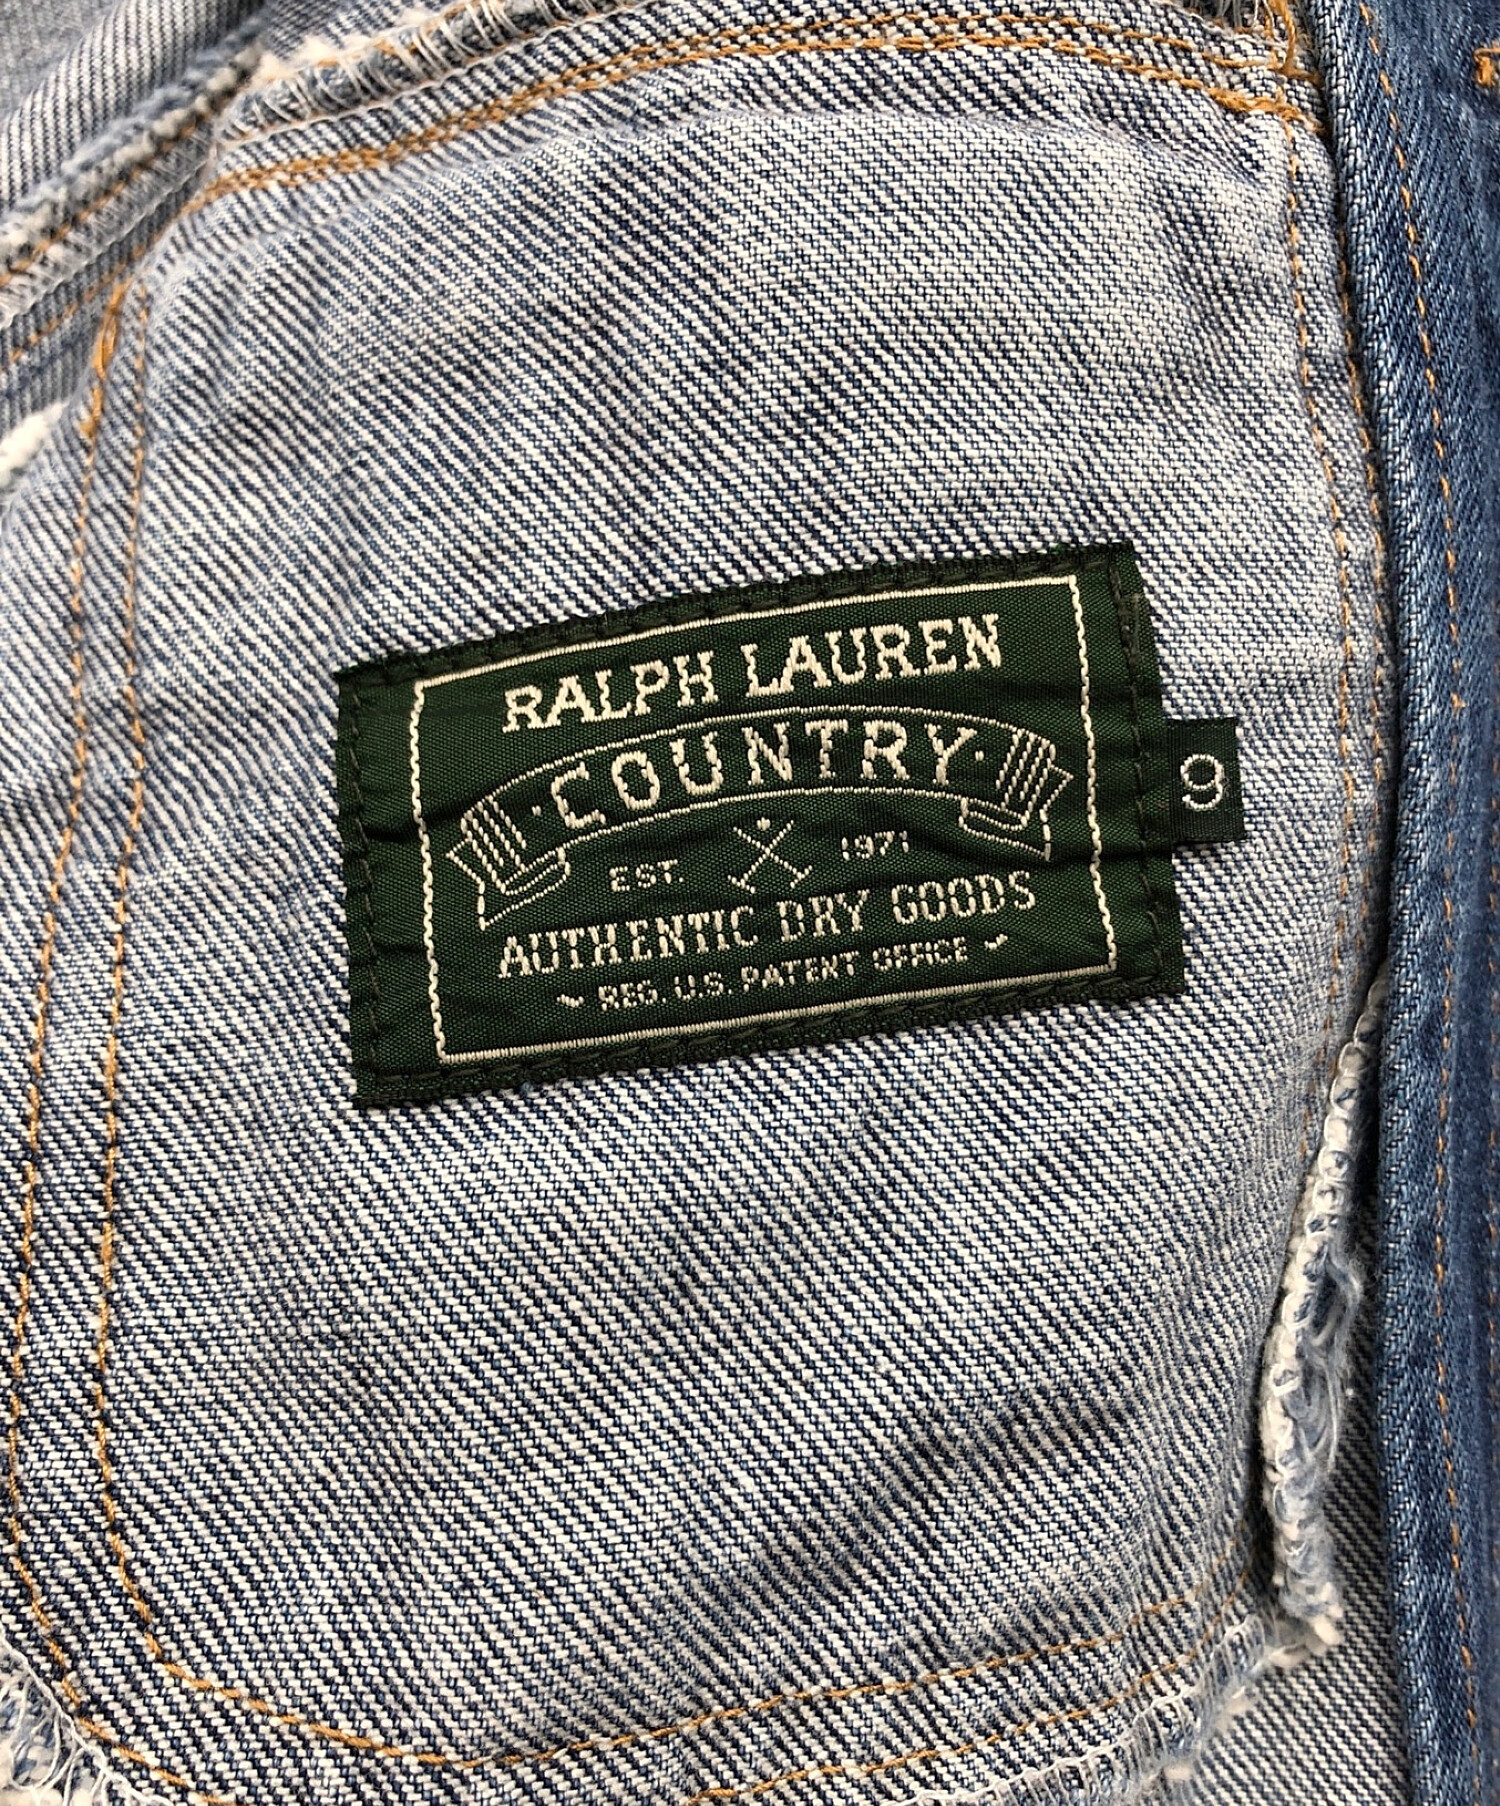 RALPH LAUREN
·COUNTRY·
EST. 1971
AUTHENTIC DRY GOODS
REG. U.S. PATENT OFFICE
9